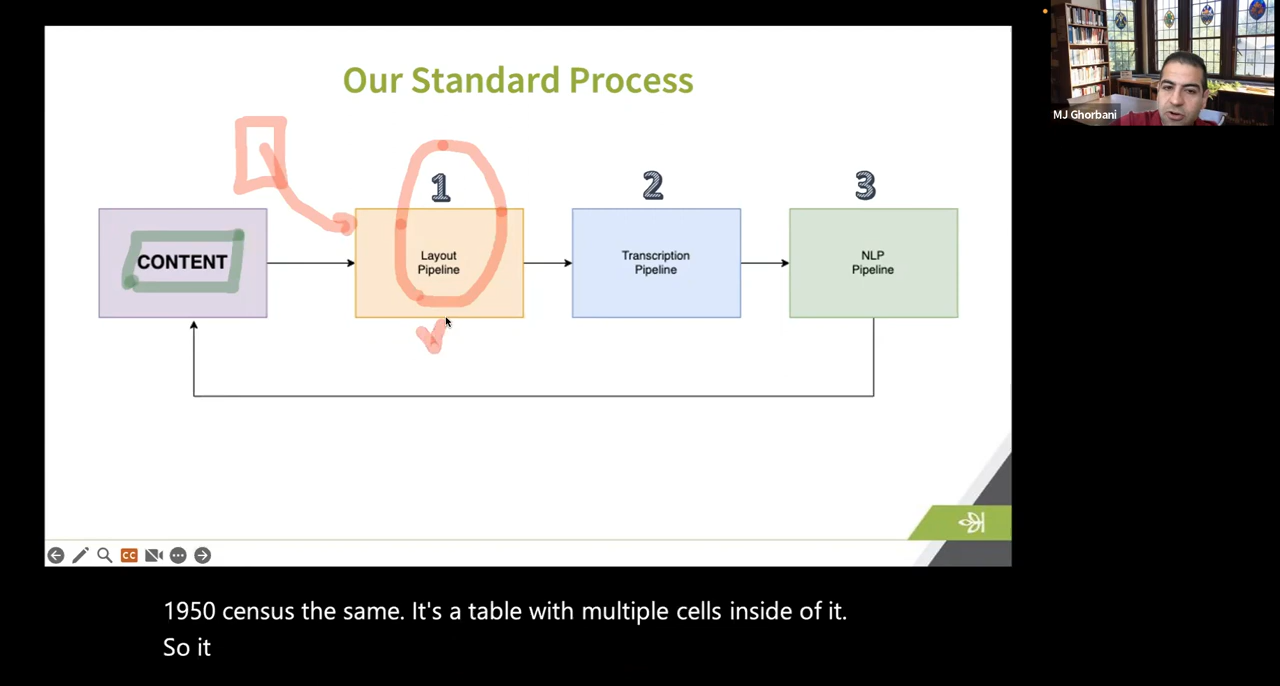 Our Standard Process
MJ Ghorbani
1
2
3
CONTENT
Layout
Pipeline
Transcription
Pipeline
NLP
Pipeline
CC
1950 census the same. It's a table with multiple cells inside of it.
So it